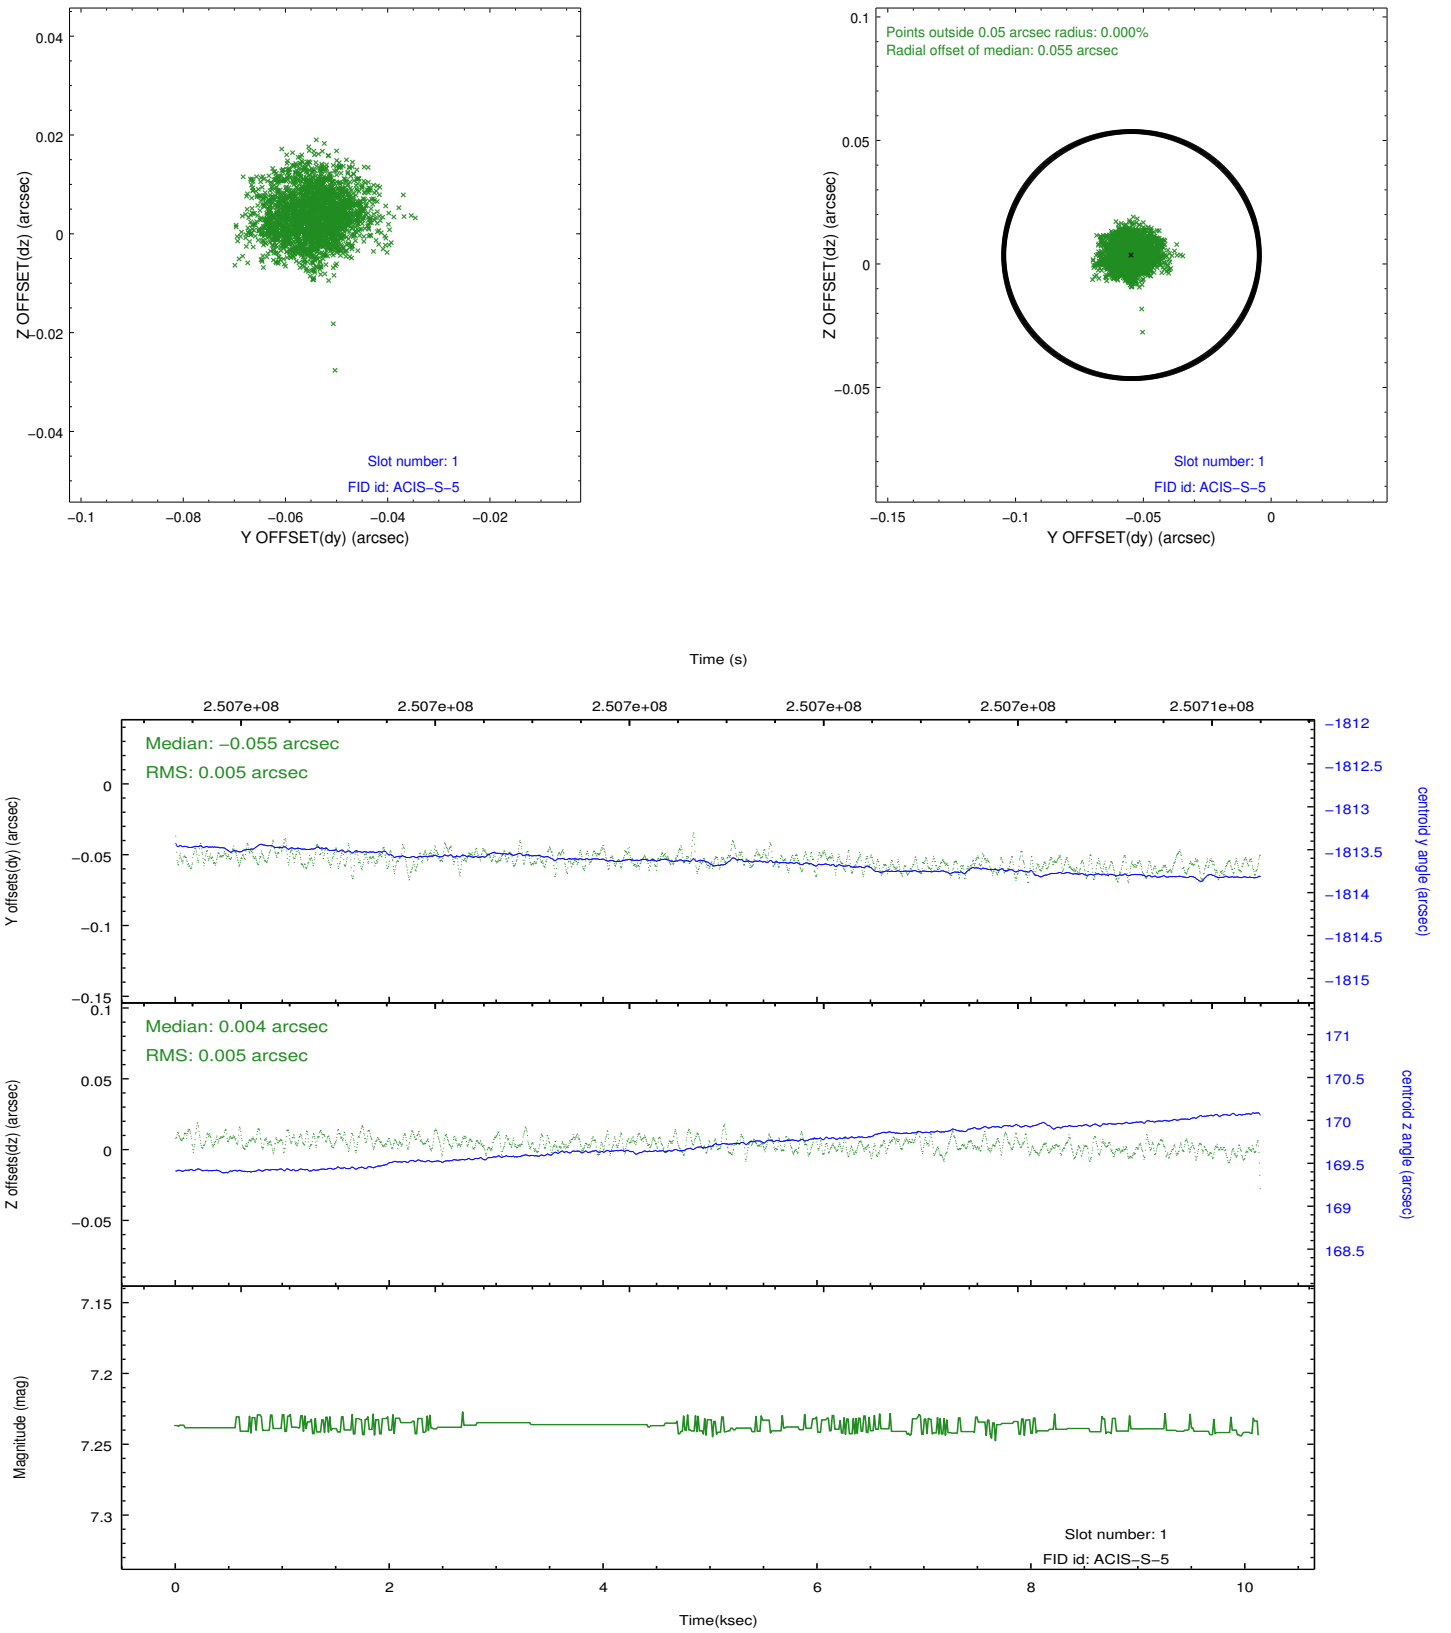 0.04
0.02
0
−0.02
−0.04
Z OFFSET(dz) (arcsec)
Slot number: 1
FID id: ACIS−S−5
−0.1
−0.08
−0.06
−0.04
−0.02
Y OFFSET(dy) (arcsec)
0.1
0.05
0
−0.05
Z OFFSET(dz) (arcsec)
Points outside 0.05 arcsec radius: 0.000%
Radial offset of median: 0.055 arcsec
Slot number: 1
FID id: ACIS−S−5
−0.15
−0.1
−0.05
0
Y OFFSET(dy) (arcsec)
Time (s)
2.507e+08
2.507e+08
2.507e+08
2.507e+08
2.507e+08
2.5071e+08
Median: −0.055 arcsec
RMS: 0.005 arcsec
0
−0.05
−0.1
−0.15
Y offsets(dy) (arcsec)
−1812
−1812.5
−1813
−1813.5
−1814
−1814.5
−1815
centroid y angle (arcsec)
Median: 0.004 arcsec
RMS: 0.005 arcsec
0.1
0.05
0
−0.05
Z offsets(dz) (arcsec)
171
170.5
170
169.5
169
168.5
centroid z angle (arcsec)
7.15
7.2
7.25
7.3
Magnitude (mag)
Slot number: 1
FID id: ACIS−S−5
0
2
4
6
8
10
Time(ksec)